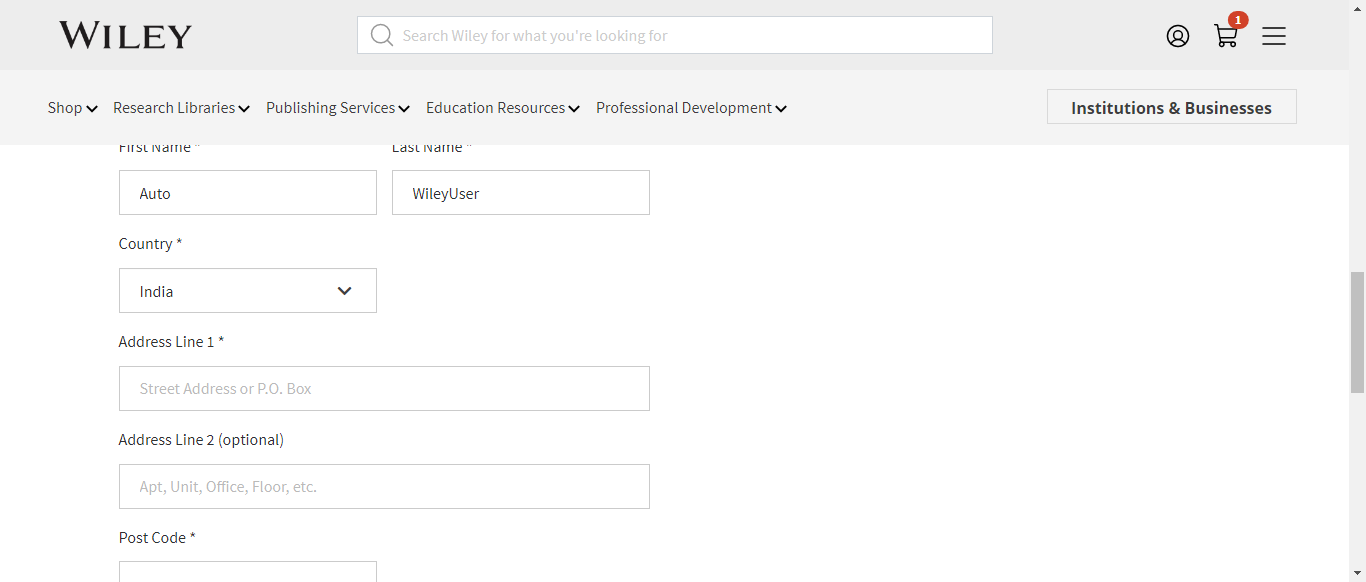 WILEY
Search Wiley for what you're looking for
1
Shop
Research Libraries
Publishing Services
Education Resources
Professional Development
Institutions & Businesses
First Name *
Last Name *
Auto
WileyUser
Country *
India
Address Line 1 *
Street Address or P.O. Box
Address Line 2 (optional)
Apt, Unit, Office, Floor, etc.
Post Code *